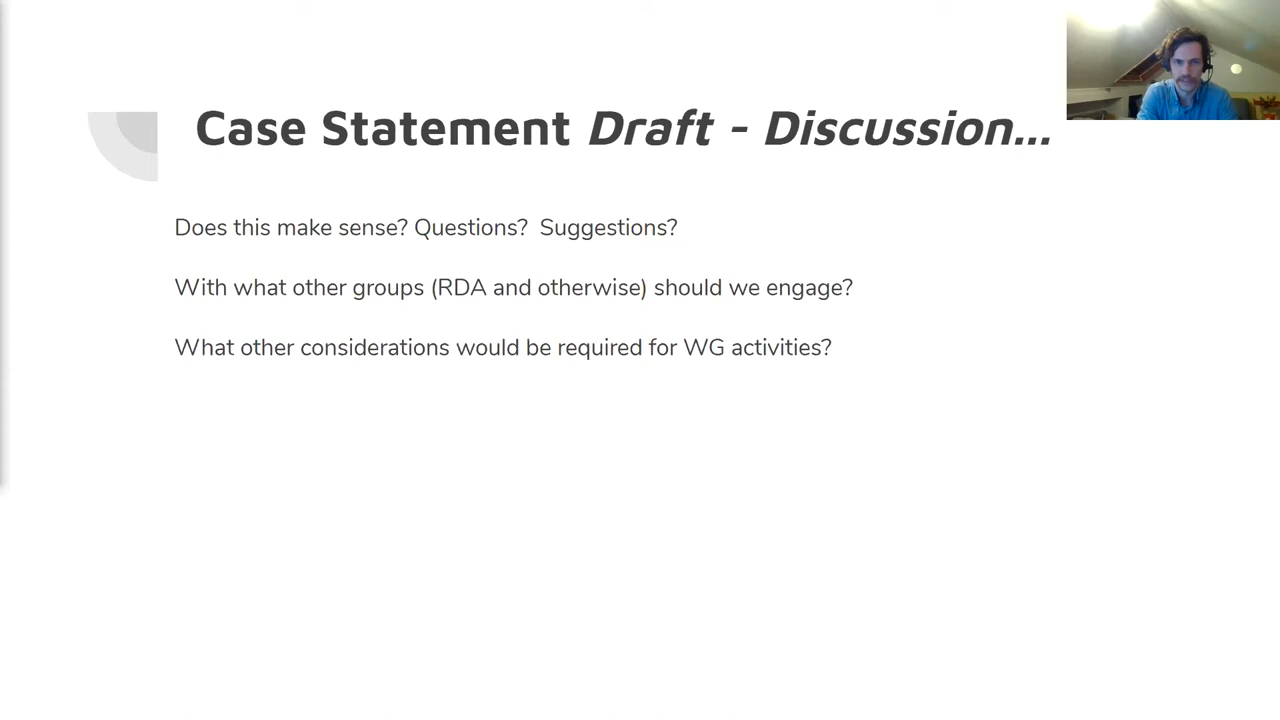 Case Statement Draft - Discussion...
Does this make sense? Questions?  Suggestions?
With what other groups (RDA and otherwise) should we engage?
What other considerations would be required for WG activities?